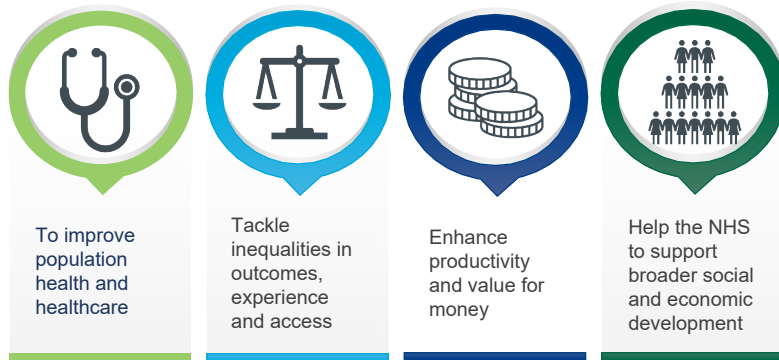 To improve
population
health and
healthcare
Tackle
inequalities in
outcomes,
experience
and access
Enhance
productivity
and value for
money
Help the NHS
to support
broader social
and economic
development